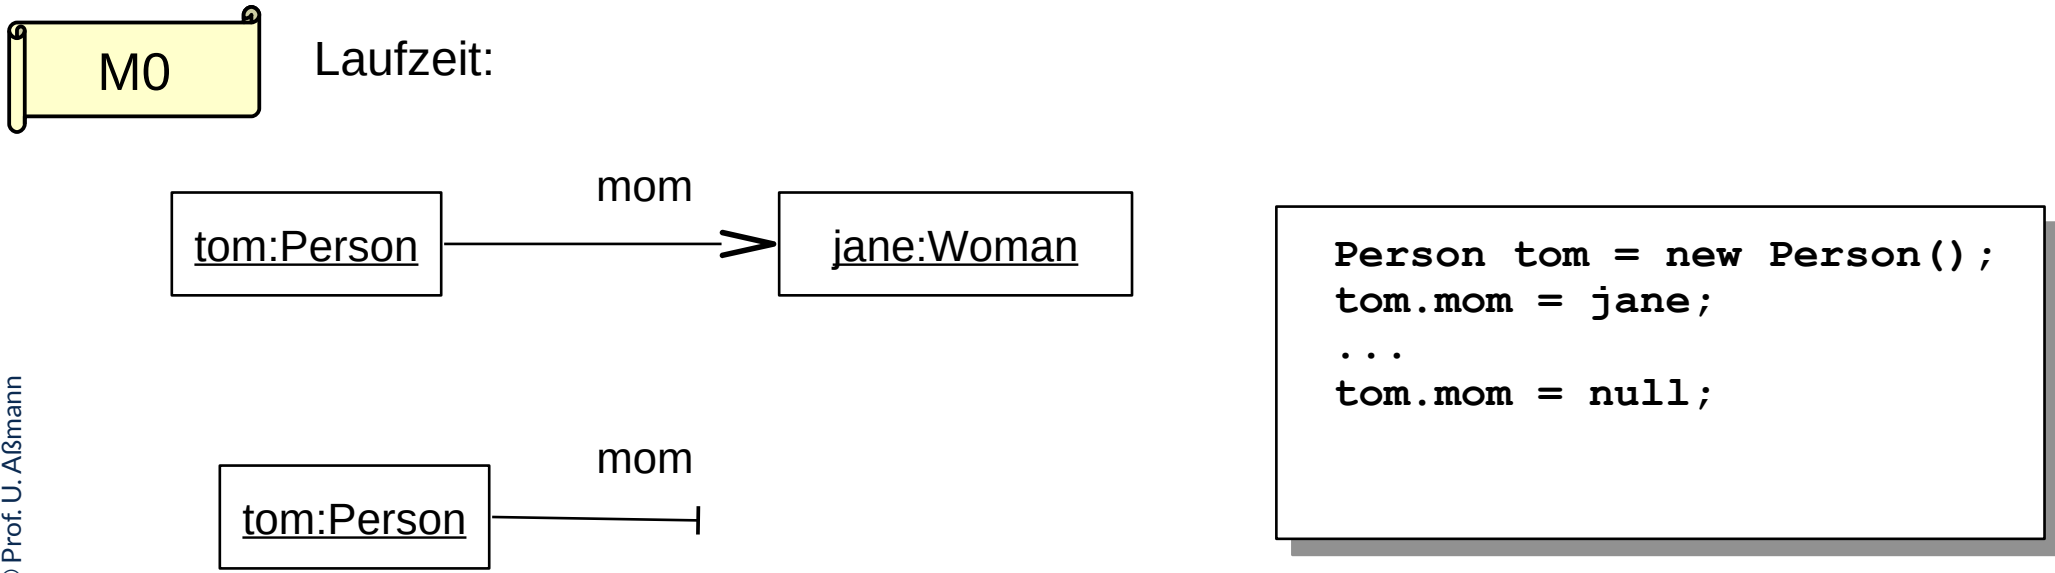 M0
Laufzeit:
mom
tom:Person
jane:Woman
Person tom = new Person();
tom.mom = jane;
...
tom.mom = null;
mom
tom:Person
© Prof. U. Aßmann